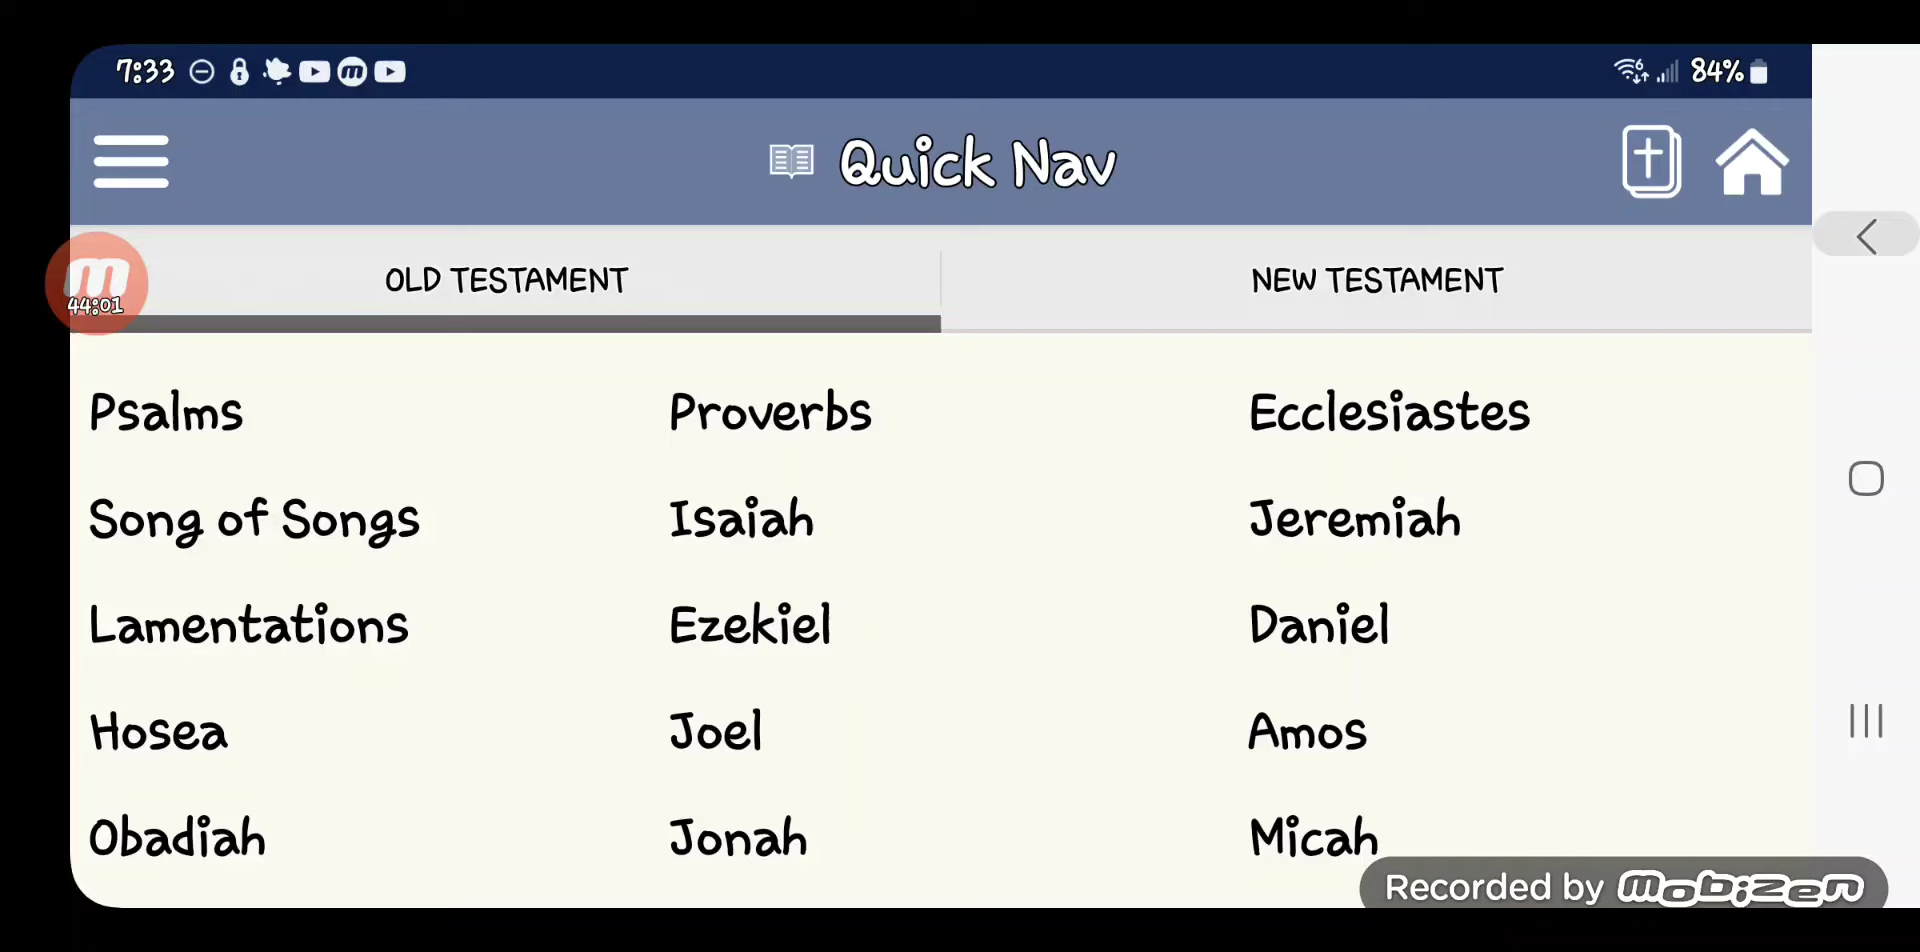 7:33
84%
Quick Nav
44:01
OLD TESTAMENT NEW TESTAMENT
Psalms Proverbs Ecclesiastes
Song of Songs Isaiah Jeremiah
Lamentations Ezekiel Daniel
Hosea Joel Amos
Obadiah Jonah Micah
Recorded by mobizen